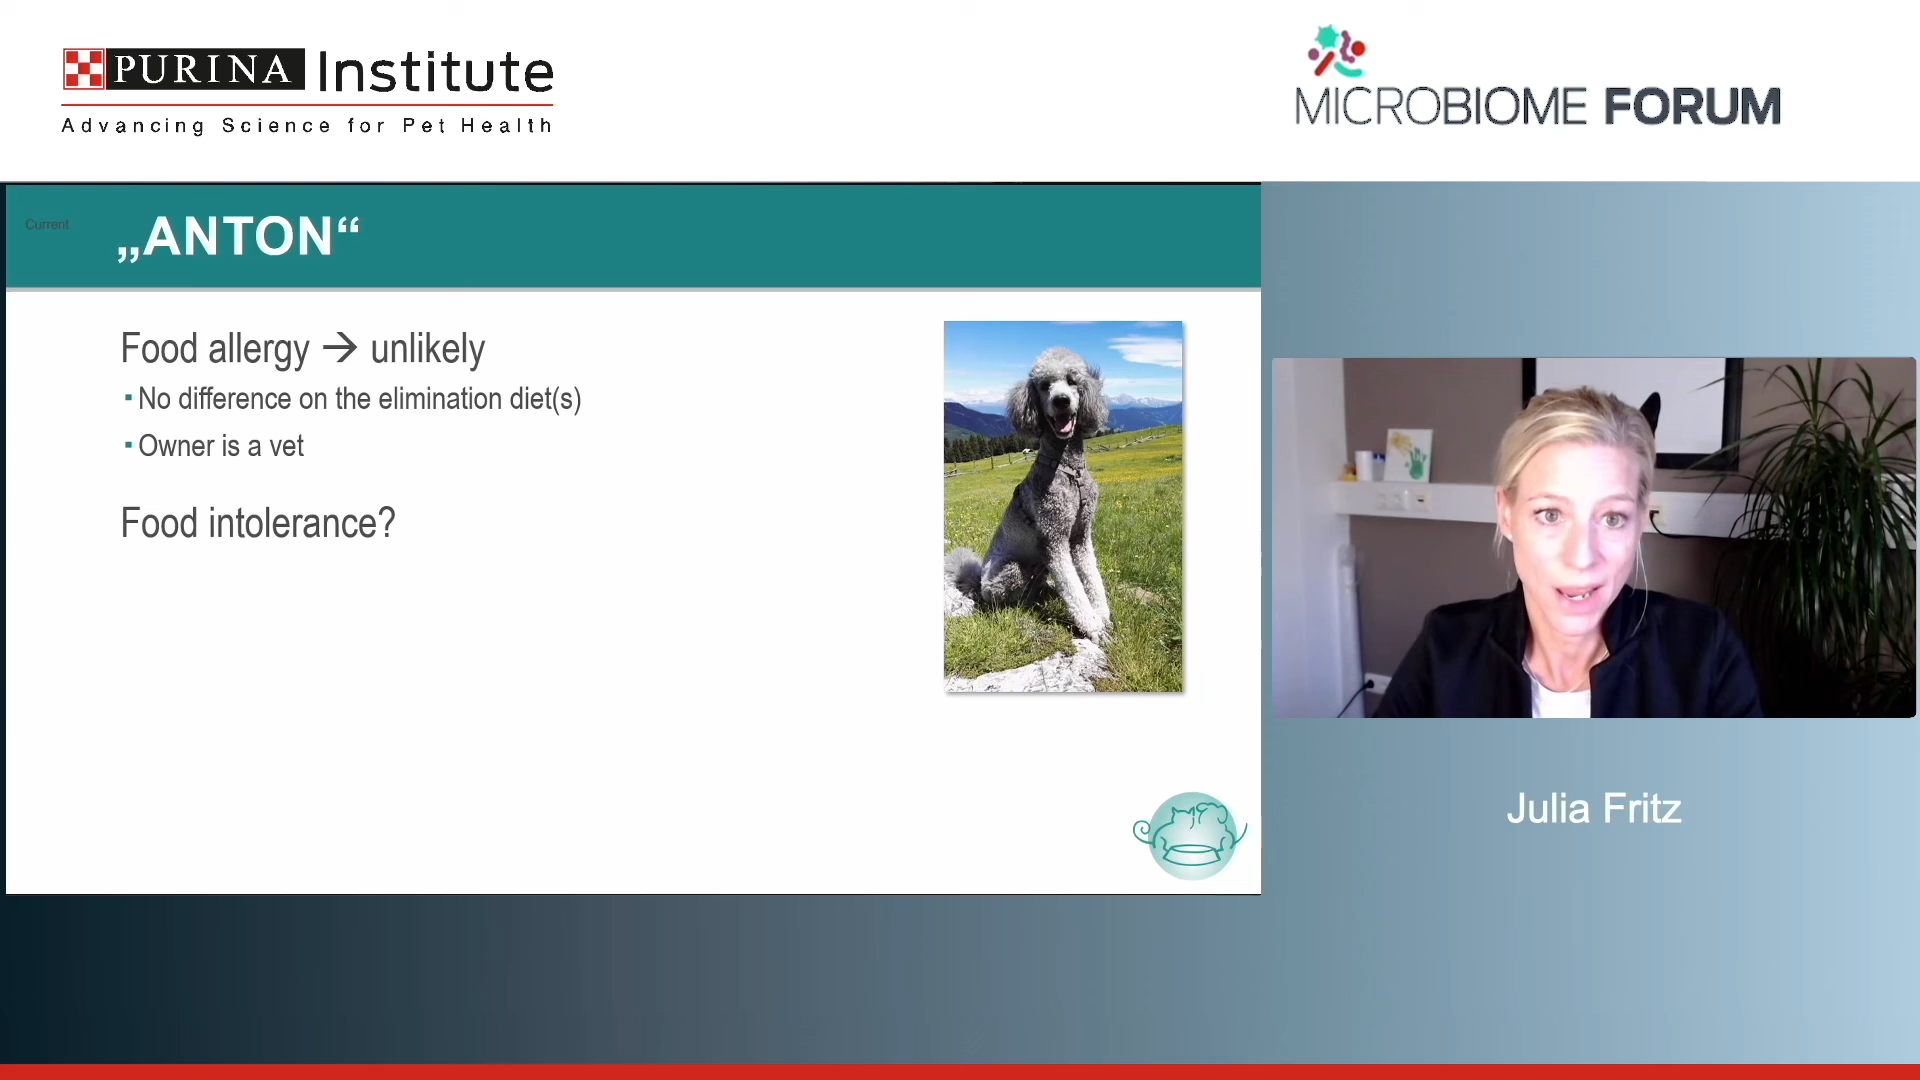 PURINA Institute
Advancing Science for Pet Health
MICROBIOME FORUM
Current
„ANTON“
Food allergy → unlikely
▪ No difference on the elimination diet(s)
▪ Owner is a vet
Food intolerance?
Julia Fritz